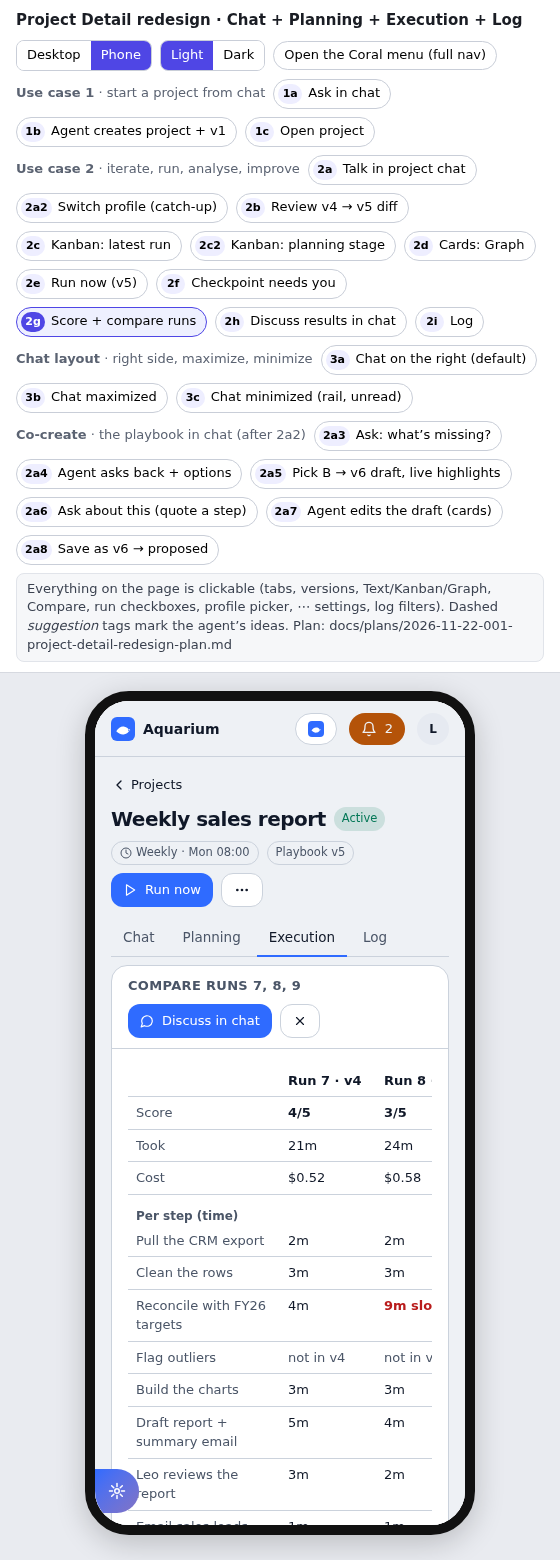 Project Detail redesign · Chat + Planning + Execution + Log
Desktop Phone Light Dark Open the Coral menu (full nav)
Use case 1 · start a project from chat 1a Ask in chat
1b Agent creates project + v1 1c Open project
Use case 2 · iterate, run, analyse, improve 2a Talk in project chat
2a2 Switch profile (catch-up) 2b Review v4 → v5 diff
2c Kanban: latest run 2c2 Kanban: planning stage 2d Cards: Graph
2e Run now (v5) 2f Checkpoint needs you
2g Score + compare runs 2h Discuss results in chat 2i Log
Chat layout · right side, maximize, minimize 3a Chat on the right (default)
3b Chat maximized 3c Chat minimized (rail, unread)
Co-create · the playbook in chat (after 2a2) 2a3 Ask: what’s missing?
2a4 Agent asks back + options 2a5 Pick B → v6 draft, live highlights
2a6 Ask about this (quote a step) 2a7 Agent edits the draft (cards)
2a8 Save as v6 → proposed
Everything on the page is clickable (tabs, versions, Text/Kanban/Graph,
Compare, run checkboxes, profile picker, ⋯ settings, log filters). Dashed
suggestion tags mark the agent’s ideas. Plan: docs/plans/2026-11-22-001-
project-detail-redesign-plan.md
Aquarium 2 L
Projects
Weekly sales report Active
Weekly · Mon 08:00 Playbook v5
Run now
Chat Planning Execution Log
COMPARE RUNS 7, 8, 9
Discuss in chat ×
Run 7 · v4 Run 8
Score 4/5 3/5
Took 21m 24m
Cost $0.52 $0.58
Per step (time)
Pull the CRM export 2m 2m
Clean the rows 3m 3m
Reconcile with FY26 4m 9m slo
targets
Flag outliers not in v4 not in v
Build the charts 3m 3m
Draft report + 5m 4m
summary email
Leo reviews the 3m 2m
report
Email sales leads 1m 1m